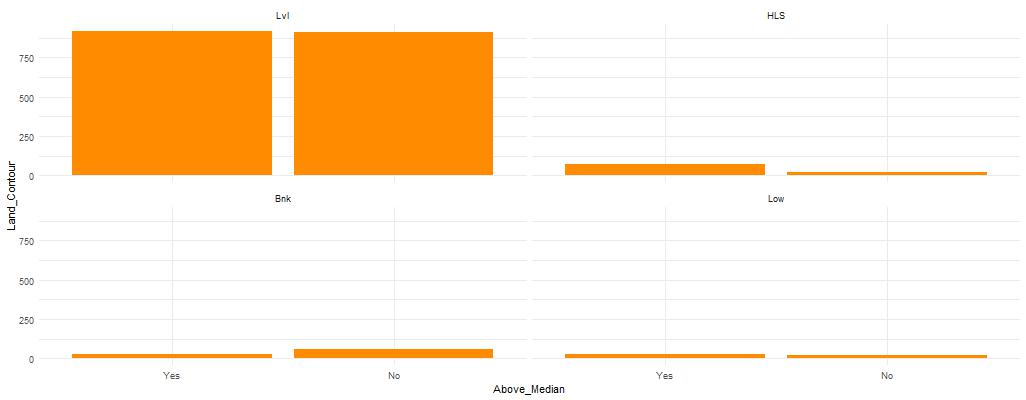 Lvl
HLS
750
500
250
0
Bnk
Low
750
500
250
0
Yes
No
Yes
No
Above_Median
Land_Contour